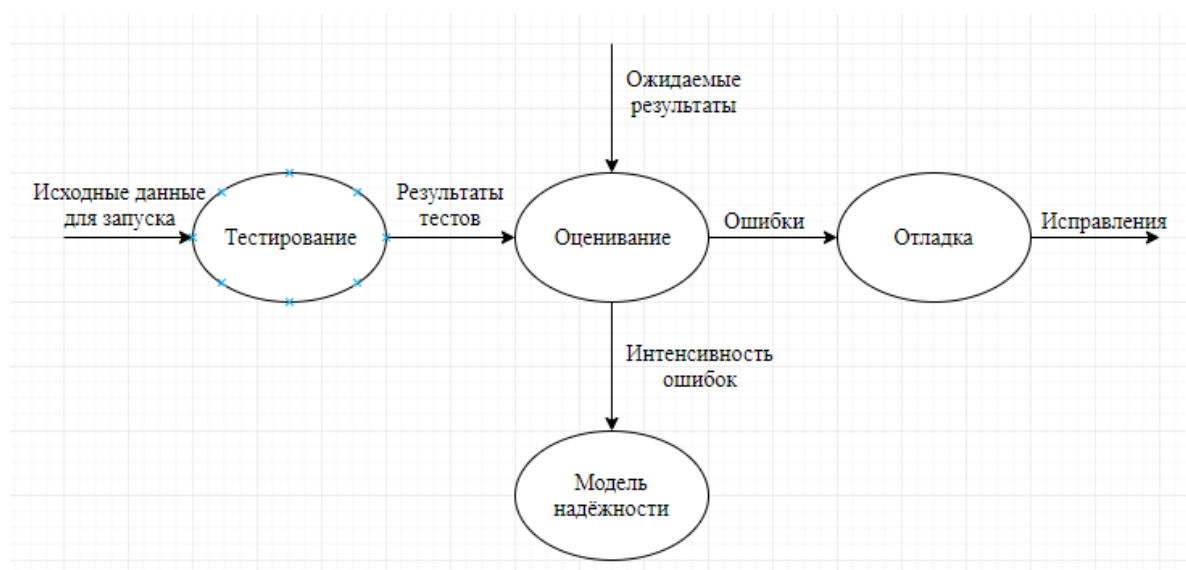 Ожидаемые
результаты
Исходные данные
для запуска
Тестирование
Результаты
тестов
Оценивание
Ошибки
Отладка
Исправления
Интенсивность
ошибок
Модель
надёжности